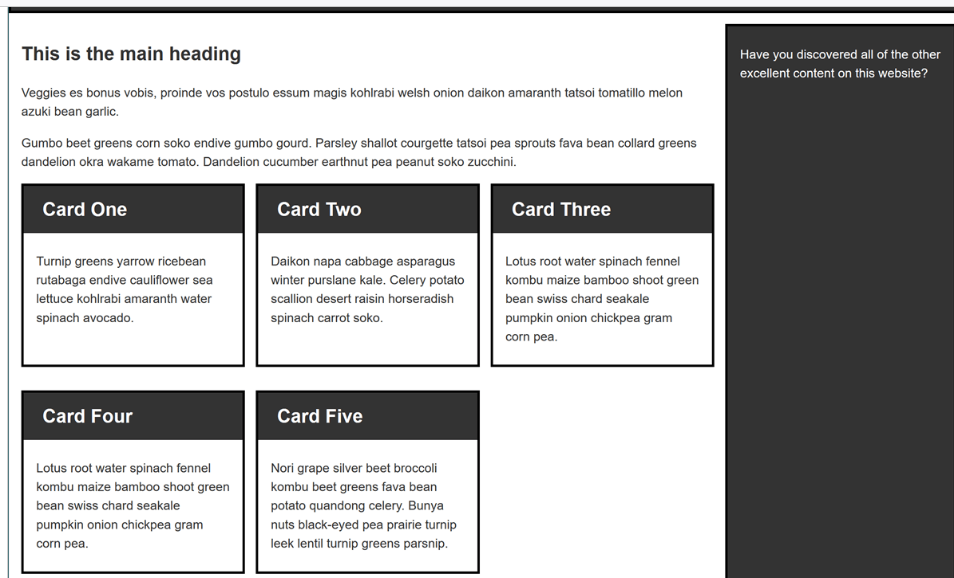 This is the main heading
Veggies es bonus vobis, proinde vos postulo essum magis kohlrabi welsh onion daikon amaranth tatsoi tomatillo melon
azuki bean garlic.
Gumbo beet greens corn soko endive gumbo gourd. Parsley shallot courgette tatsoi pea sprouts fava bean collard greens
dandelion okra wakame tomato. Dandelion cucumber earthnut pea peanut soko zucchini.
Card One
Turnip greens yarrow ricebean
rutabaga endive cauliflower sea
lettuce kohlrabi amaranth water
spinach avocado.
Card Two
Daikon napa cabbage asparagus
winter purslane kale. Celery potato
scallion desert raisin horseradish
spinach carrot soko.
Card Three
Lotus root water spinach fennel
kombu maize bamboo shoot green
bean swiss chard seakale
pumpkin onion chickpea gram
corn pea.
Card Four
Lotus root water spinach fennel
kombu maize bamboo shoot green
bean swiss chard seakale
pumpkin onion chickpea gram
corn pea.
Card Five
Nori grape silver beet broccoli
kombu beet greens fava bean
potato quandong celery. Bunya
nuts black-eyed pea prairie turnip
leek lentil turnip greens parsnip.
Have you discovered all of the other
excellent content on this website?